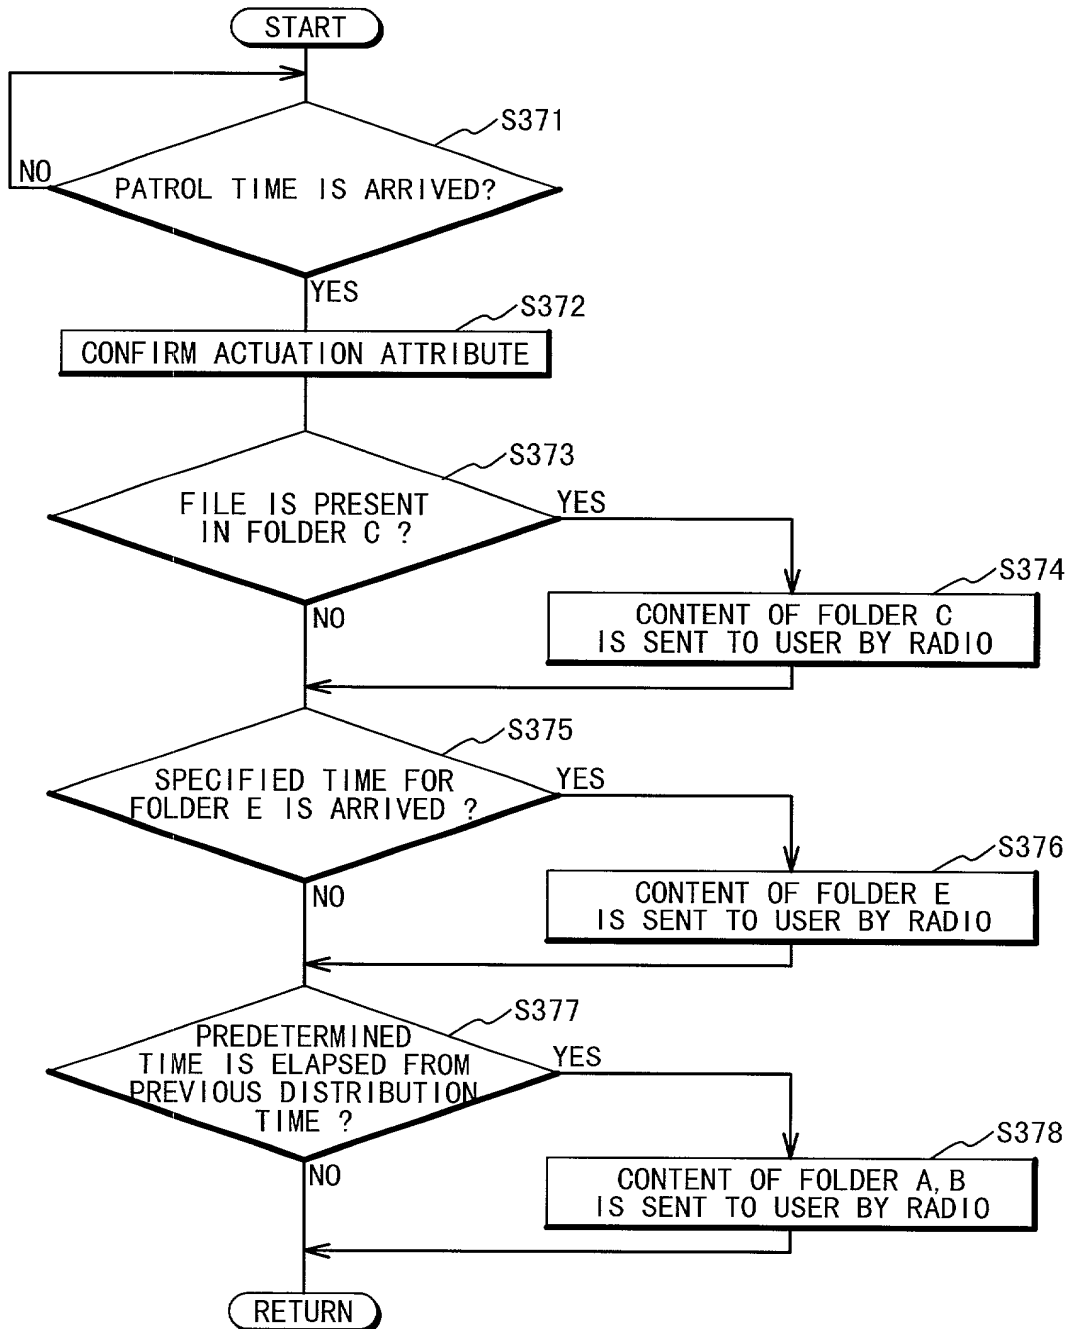 START
S371
NO
PATROL TIME IS ARRIVED?
YES
S372
CONFIRM ACTUATION ATTRIBUTE
S373
FILE IS PRESENT
IN FOLDER C ?
YES
NO
S374
CONTENT OF FOLDER C
IS SENT TO USER BY RADIO
S375
SPECIFIED TIME FOR
FOLDER E IS ARRIVED ?
YES
NO
S376
CONTENT OF FOLDER E
IS SENT TO USER BY RADIO
S377
PREDETERMINED
TIME IS ELAPSED FROM
PREVIOUS DISTRIBUTION
TIME ?
YES
NO
S378
CONTENT OF FOLDER A, B
IS SENT TO USER BY RADIO
RETURN